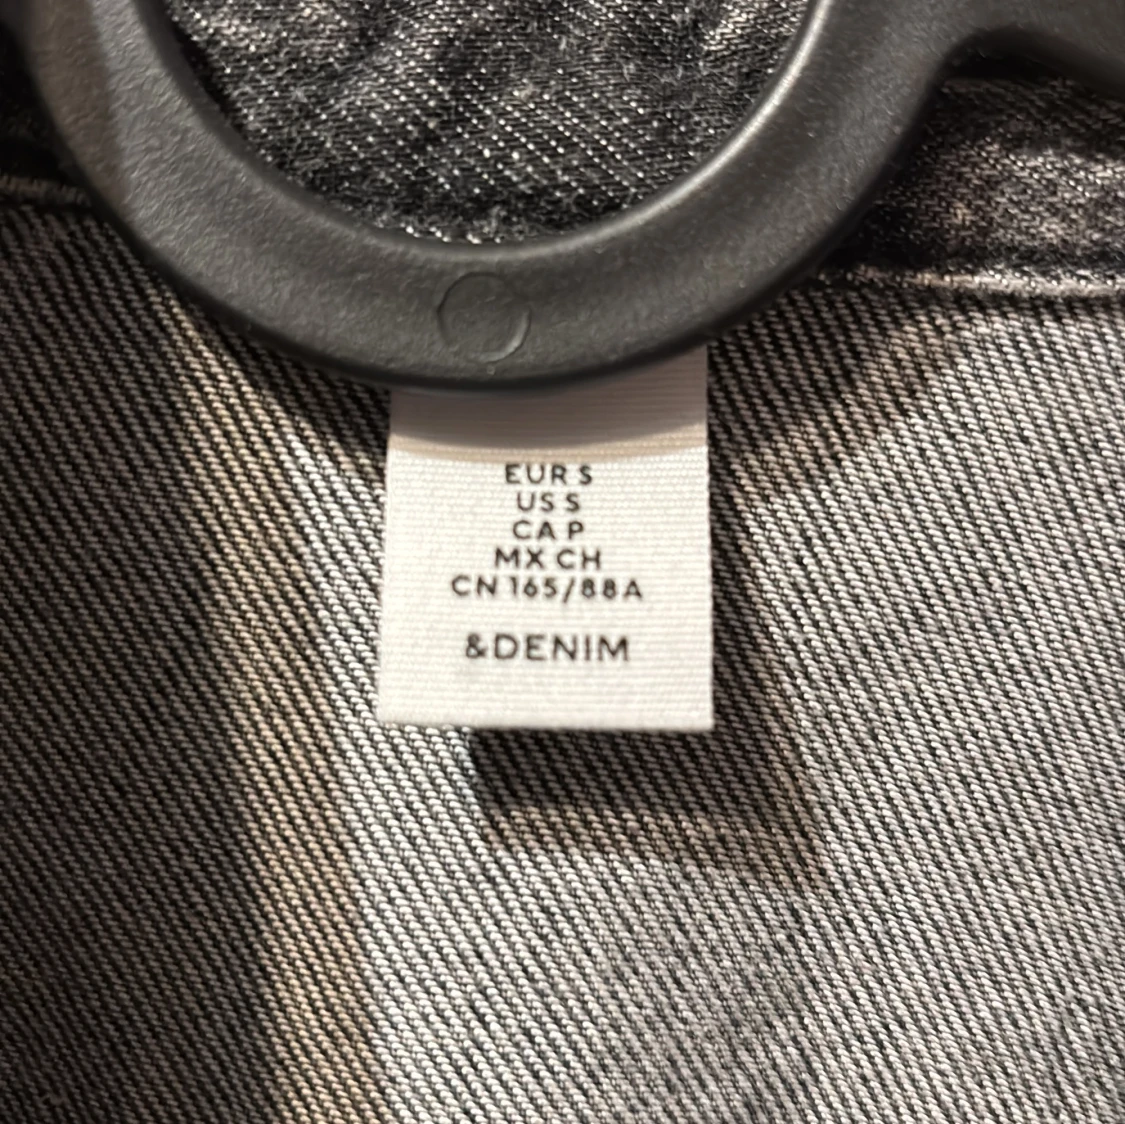 EUR S
US S
CA P
MX CH
CN 165/88A
&DENIM